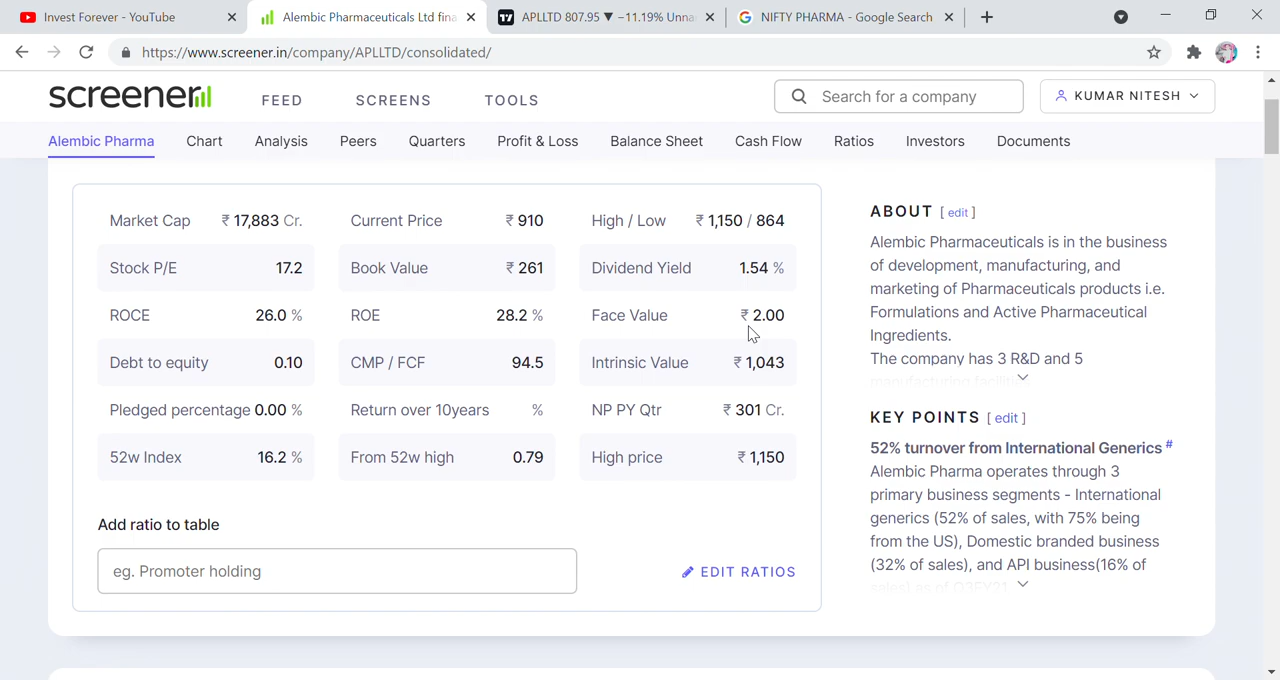 Invest Forever - YouTube
Alembic Pharmaceuticals Ltd fina
APLLTD 807.95 ▼ −11.19% Unna
NIFTY PHARMA - Google Search
https://www.screener.in/company/APLLTD/consolidated/
screener
FEED
SCREENS
TOOLS
Search for a company
KUMAR NITESH
Alembic Pharma
Chart
Analysis
Peers
Quarters
Profit & Loss
Balance Sheet
Cash Flow
Ratios
Investors
Documents
Market Cap ₹ 17,883 Cr.
Current Price ₹ 910
High / Low ₹ 1,150 / 864
Stock P/E 17.2
Book Value ₹ 261
Dividend Yield 1.54 %
ROCE 26.0 %
ROE 28.2 %
Face Value ₹ 2.00
Debt to equity 0.10
CMP / FCF 94.5
Intrinsic Value ₹ 1,043
Pledged percentage 0.00 %
Return over 10years %
NP PY Qtr ₹ 301 Cr.
52w Index 16.2 %
From 52w high 0.79
High price ₹ 1,150
Add ratio to table
eg. Promoter holding
EDIT RATIOS
ABOUT [ edit ]
Alembic Pharmaceuticals is in the business
of development, manufacturing, and
marketing of Pharmaceuticals products i.e.
Formulations and Active Pharmaceutical
Ingredients.
The company has 3 R&D and 5
manufacturing facilities
KEY POINTS [ edit ]
52% turnover from International Generics #
Alembic Pharma operates through 3
primary business segments - International
generics (52% of sales, with 75% being
from the US), Domestic branded business
(32% of sales), and API business(16% of
sales) as of Q3FY21